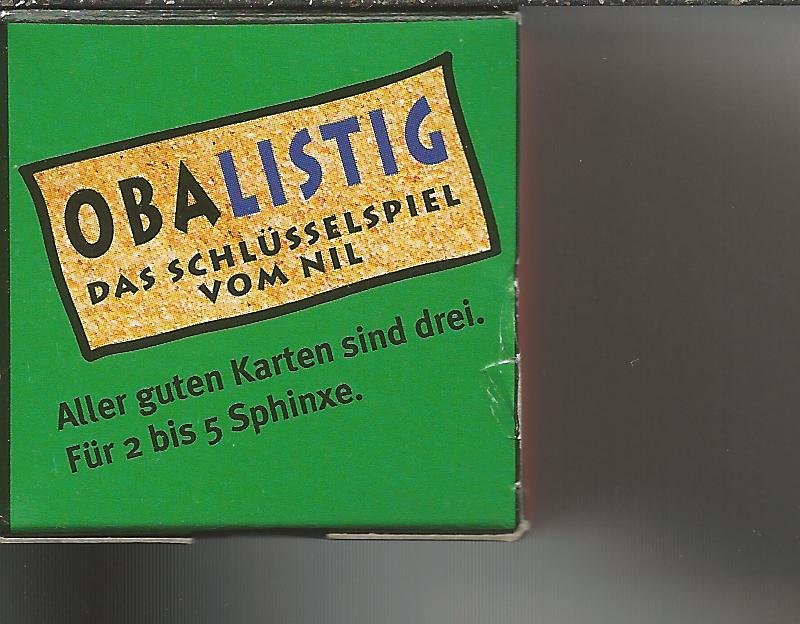 OBALISTIG
DAS SCHLÜSSELSPIEL
VOM NIL
Aller guten Karten sind drei.
Für 2 bis 5 Sphinxe.